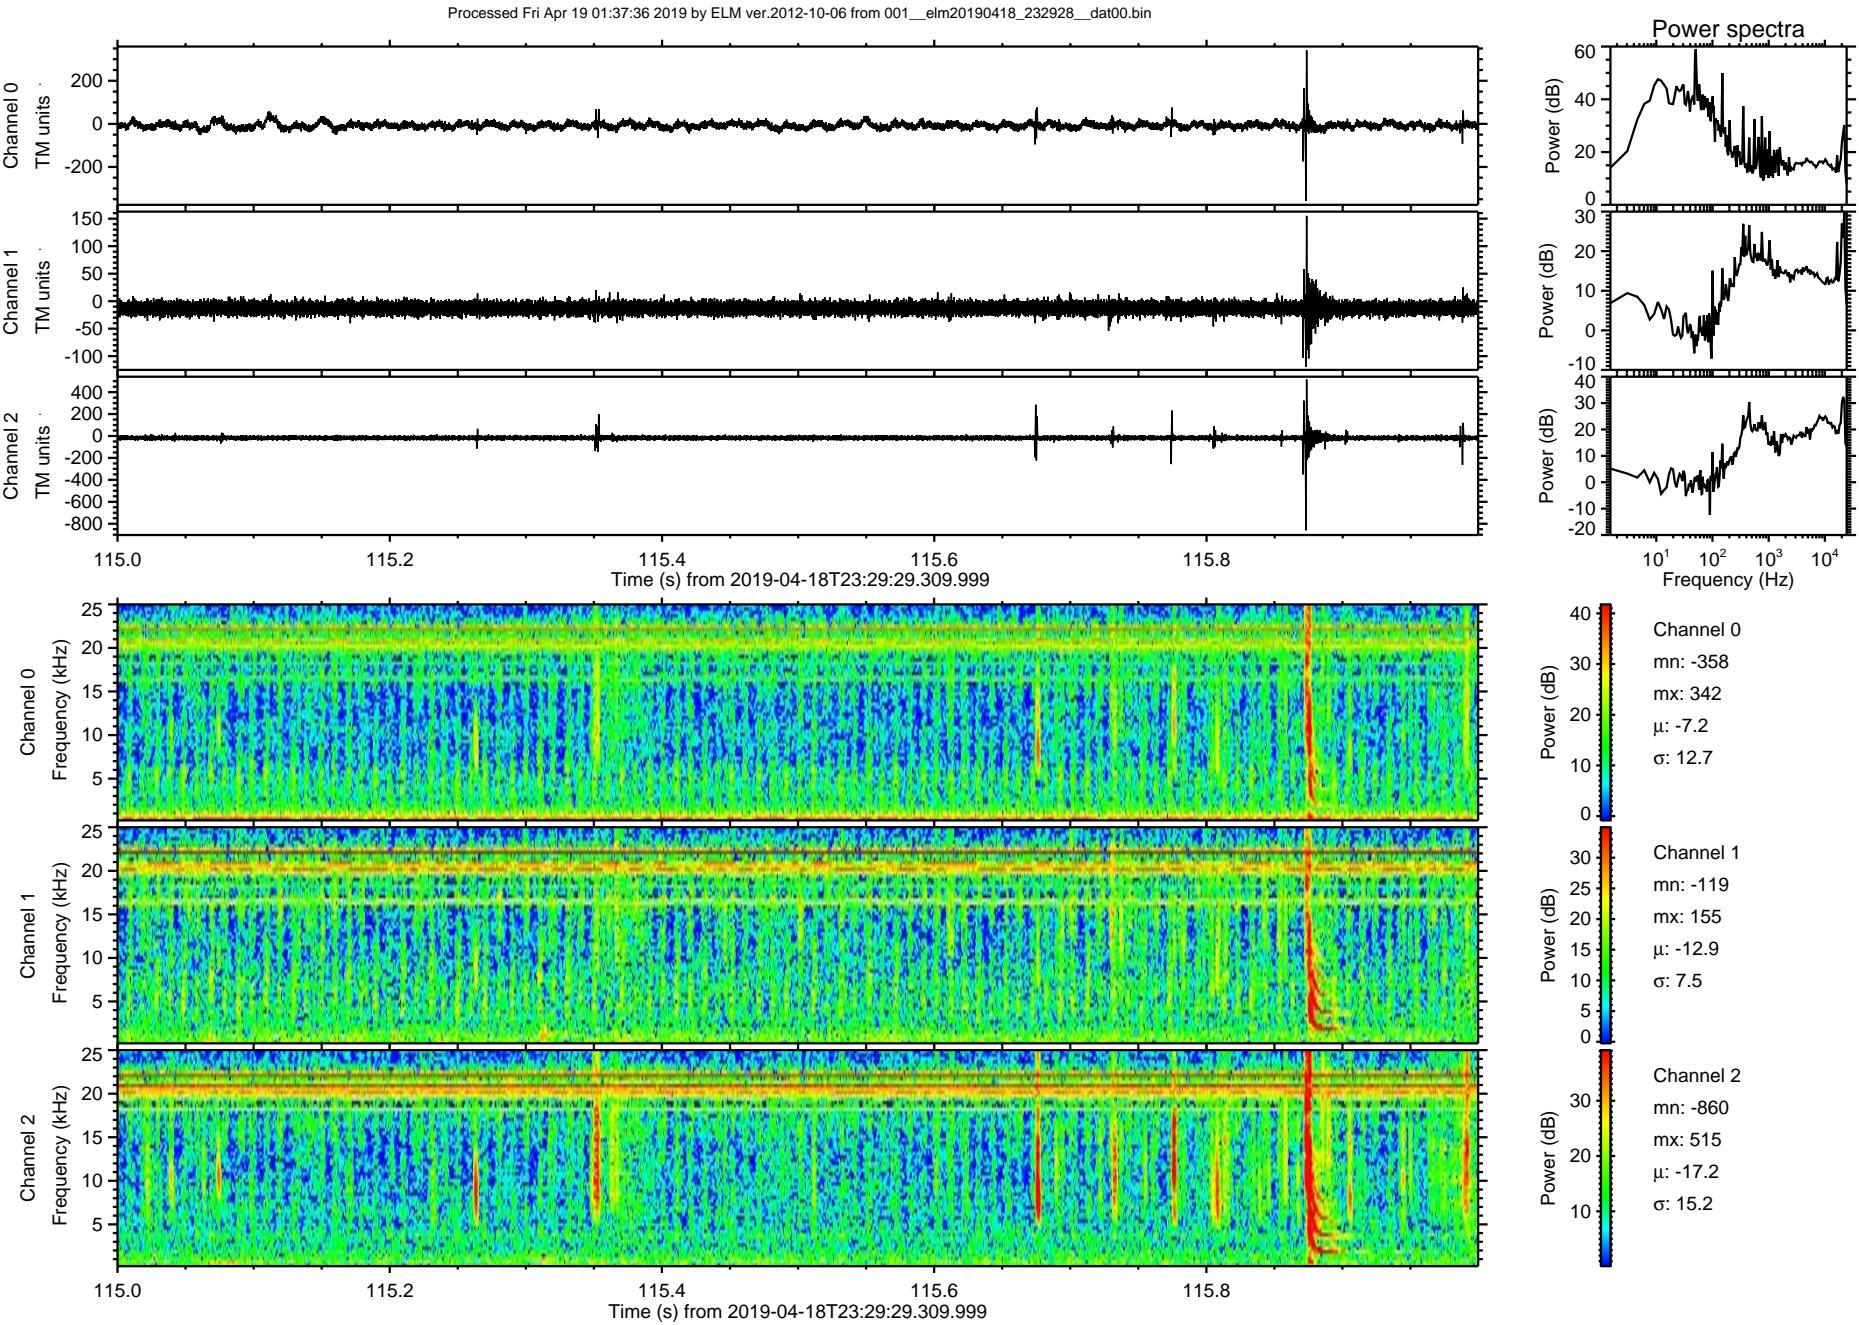 Processed Fri Apr 19 01:37:36 2019 by ELM ver.2012-10-06 from 001__elm20190418_232928__dat00.bin
Power spectra
Channel 0
TM units
200
0
-200
Power (dB)
60
40
20
0
Channel 1
TM units
150
100
50
0
-50
-100
Power (dB)
30
20
10
0
-10
Channel 2
TM units
400
200
0
-200
-400
-600
-800
Power (dB)
40
30
20
10
0
-10
-20
115.0 115.2 115.4 115.6 115.8
Time (s) from 2019-04-18T23:29:29.309.999
10^1 10^2 10^3 10^4
Frequency (Hz)
Channel 0
Frequency (kHz)
25
20
15
10
5
Power (dB)
40
30
20
10
0
Channel 0
mn: -358
mx: 342
μ: -7.2
σ: 12.7
Channel 1
Frequency (kHz)
25
20
15
10
5
Power (dB)
30
25
20
15
10
5
0
Channel 1
mn: -119
mx: 155
μ: -12.9
σ: 7.5
Channel 2
Frequency (kHz)
25
20
15
10
5
Power (dB)
30
20
10
Channel 2
mn: -860
mx: 515
μ: -17.2
σ: 15.2
115.0 115.2 115.4 115.6 115.8
Time (s) from 2019-04-18T23:29:29.309.999